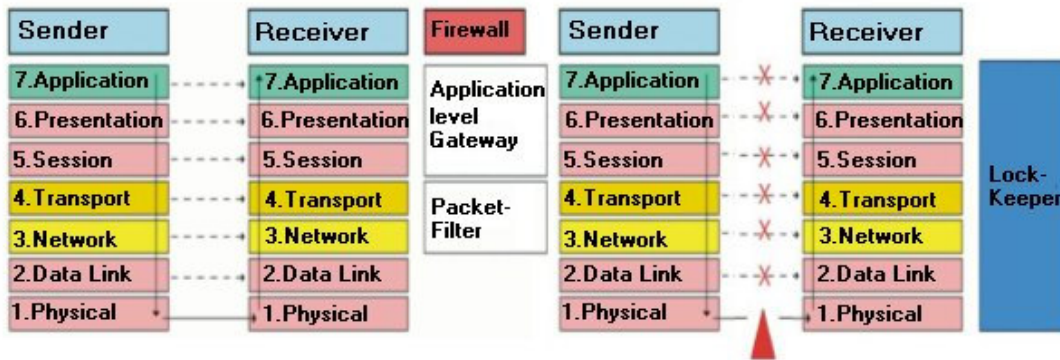 Sender
Receiver
Firewall
Sender
Receiver
7.Application
6.Presentation
5.Session
4.Transport
3.Network
2.Data Link
1.Physical
7.Application
6.Presentation
5.Session
4.Transport
3.Network
2.Data Link
1.Physical
Application
level
Gateway
Packet-
Filter
7.Application
6.Presentation
5.Session
4.Transport
3.Network
2.Data Link
1.Physical
7.Application
6.Presentation
5.Session
4.Transport
3.Network
2.Data Link
1.Physical
Lock-
Keeper